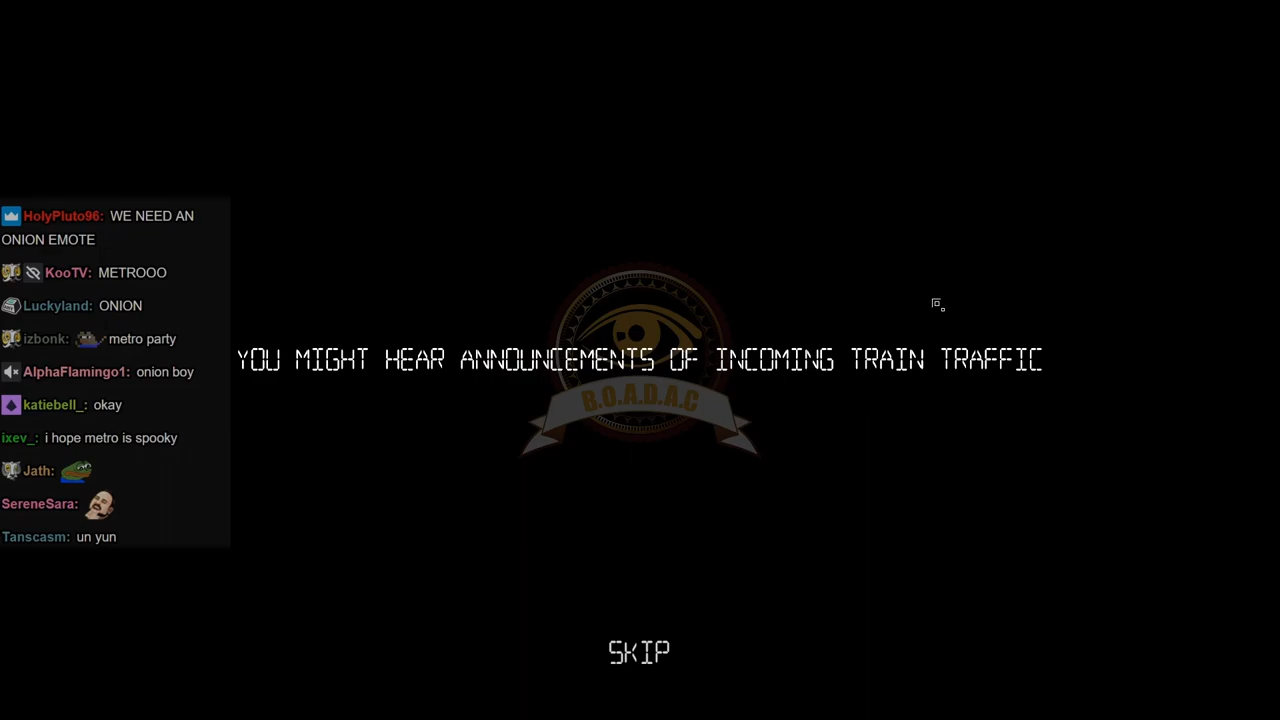 HolyPluto96: WE NEED AN
ONION EMOTE
KooTV: METROOO
Luckyland: ONION
izbonk: metro party
YOU MIGHT HEAR ANNOUNCEMENTS OF INCOMING TRAIN TRAFFIC
AlphaFlamingo1: onion boy
B.O.A.D.A.C
katiebell_: okay
ixev_: i hope metro is spooky
Jath:
SereneSara:
Tanscasm: un yun
SKIP